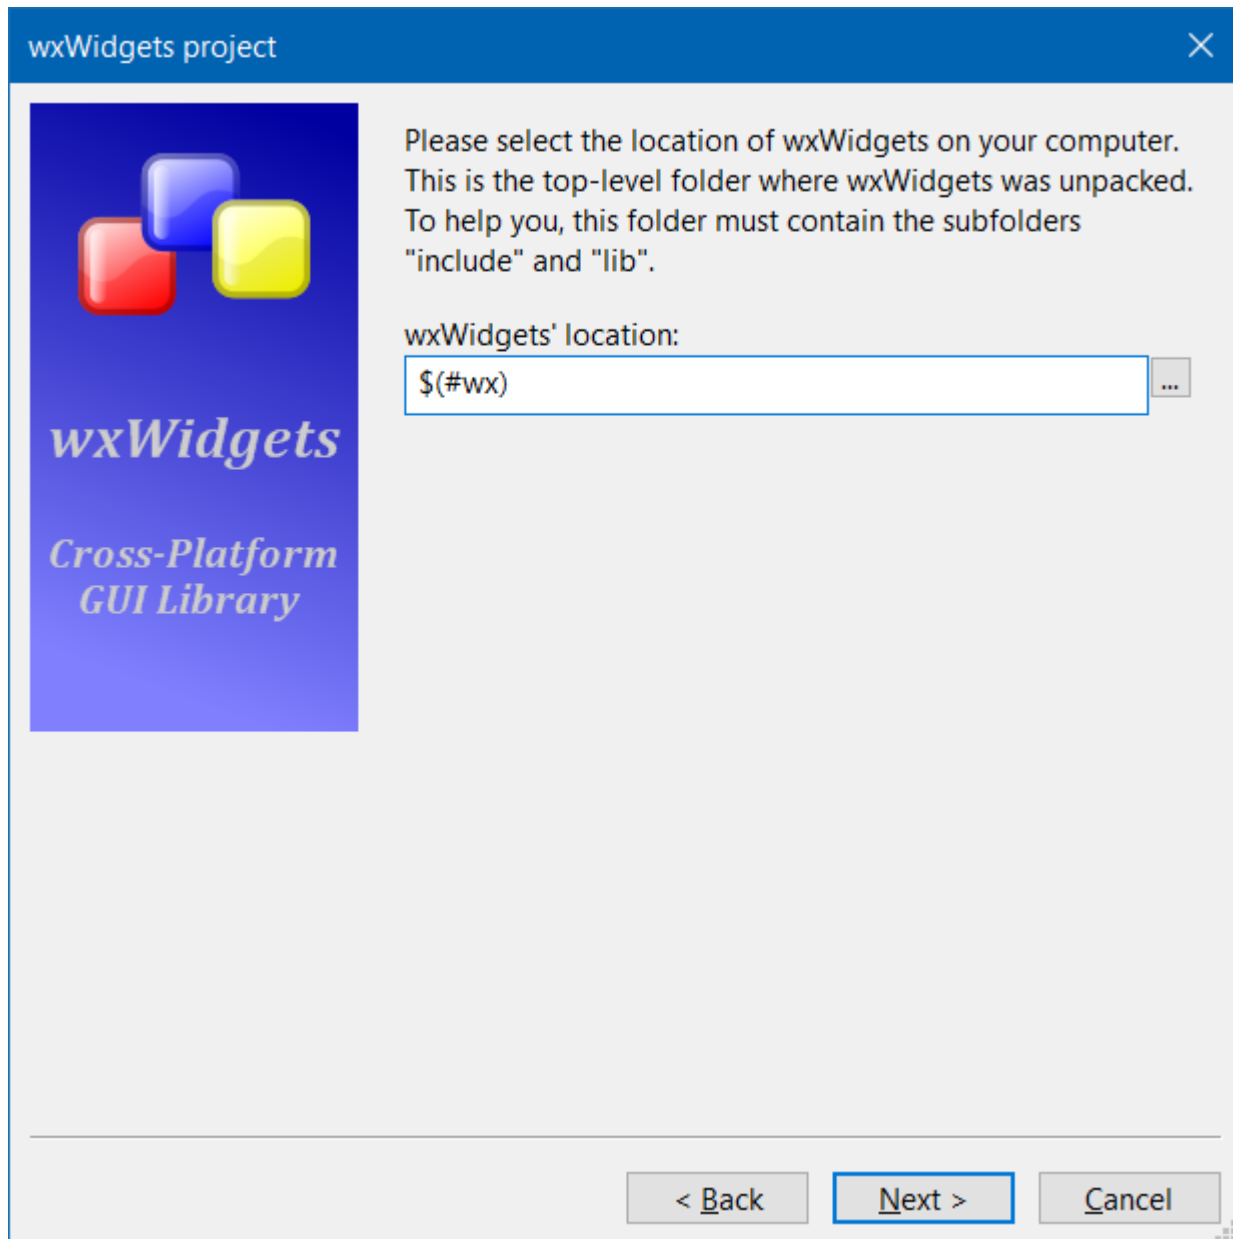 wxWidgets project
wxWidgets
Cross-Platform
GUI Library
Please select the location of wxWidgets on your computer.
This is the top-level folder where wxWidgets was unpacked.
To help you, this folder must contain the subfolders
"include" and "lib".
wxWidgets' location:
$(#wx)
...
< Back
Next >
Cancel